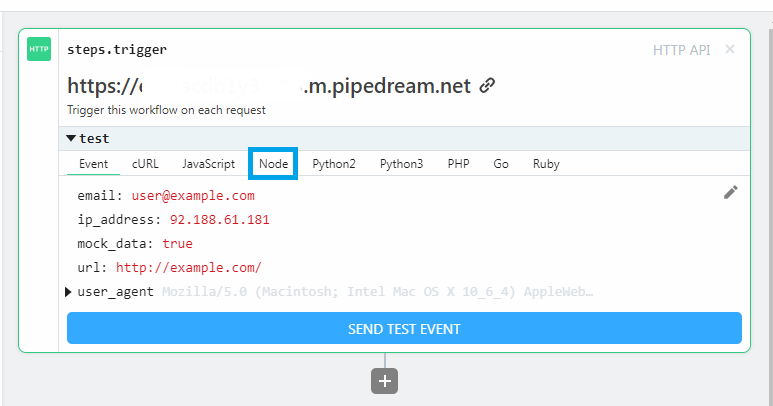 HTTP steps.trigger HTTP API ×
https:// .m.pipedream.net
Trigger this workflow on each request
test
Event cURL JavaScript Node Python2 Python3 PHP Go Ruby
email: user@example.com
ip_address: 92.188.61.181
mock_data: true
url: http://example.com/
user_agent Mozilla/5.0 (Macintosh; Intel Mac OS X 10_6_4) AppleWeb…
SEND TEST EVENT
+